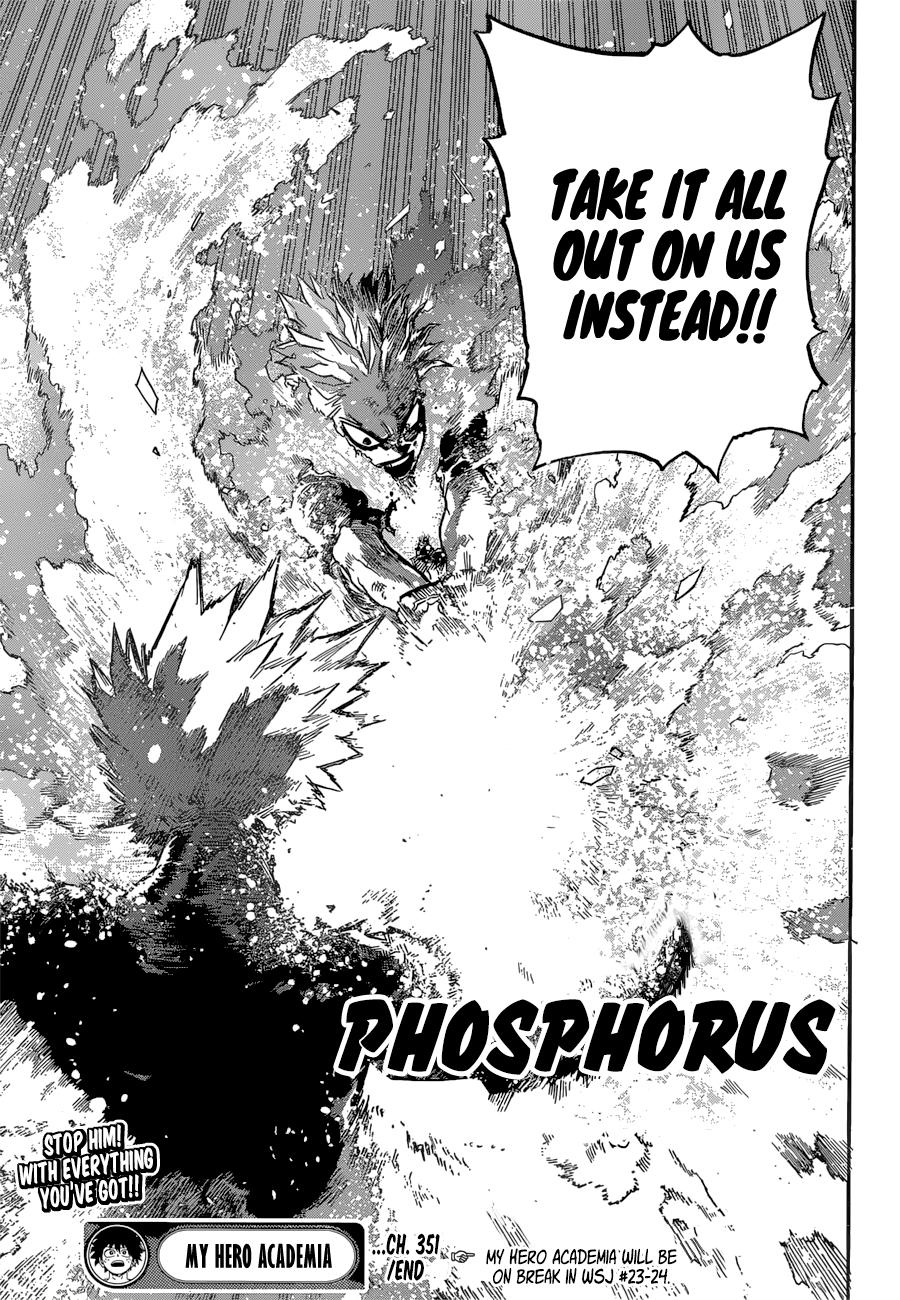 TAKE IT ALL
OUT ON US
INSTEAD!!
PHOSPHORUS
STOP HIM!
WITH EVERYTHING
YOU'VE GOT!!
MY HERO ACADEMIA
...CH. 351
/END
☞ MY HERO ACADEMIA WILL BE
ON BREAK IN WSJ #23-24.